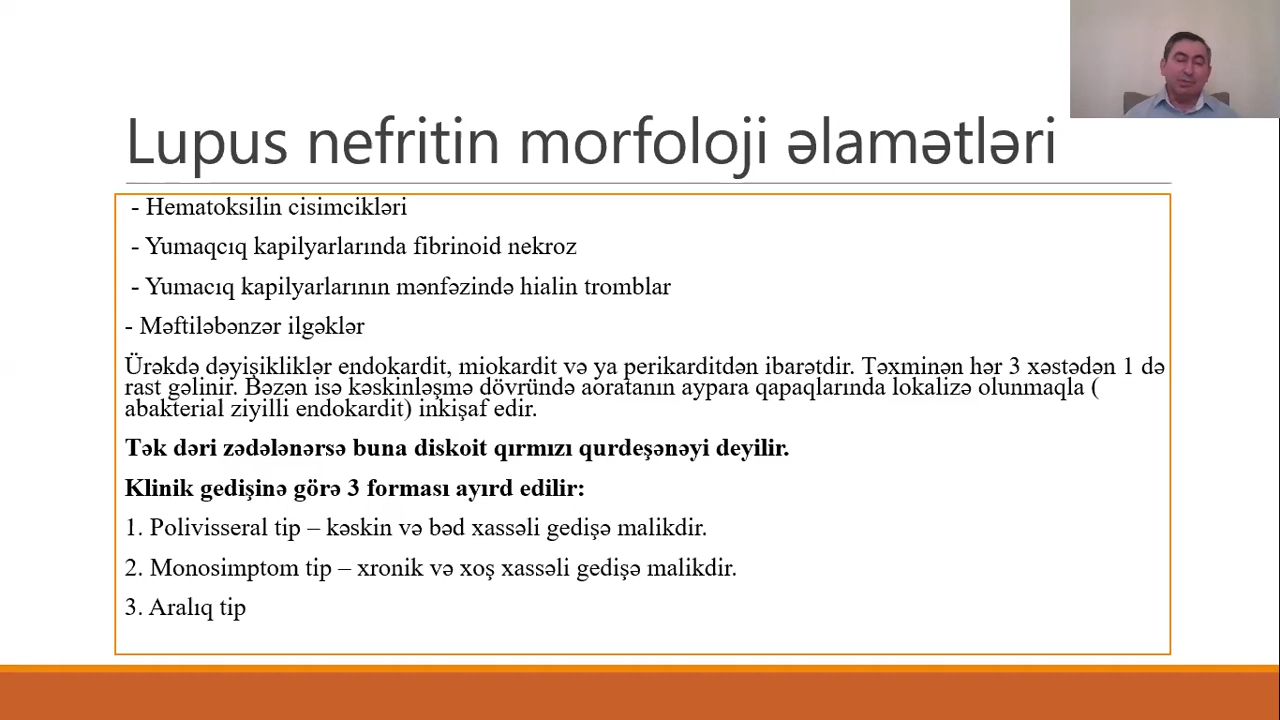 Lupus nefritin morfoloji əlamətləri
- Hematoksilin cisimcikləri
- Yumaqcıq kapilyarlarında fibrinoid nekroz
- Yumacıq kapilyarlarının mənfəzində hialin tromblar
- Məftiləbənzər ilgəklər
Ürəkdə dəyişikliklər endokardit, miokardit və ya perikarditdən ibarətdir. Təxminən hər 3 xəstədən 1 də
rast gəlinir. Bəzən isə kəskinləşmə dövründə aoratanın aypara qapaqlarında lokalizə olunmaqla (
abakterial ziyilli endokardit) inkişaf edir.
Tək dəri zədələnərsə buna diskoit qırmızı qurdeşənəyi deyilir.
Klinik gedişinə görə 3 forması ayırd edilir:
1. Polivisseral tip – kəskin və bəd xassəli gedişə malikdir.
2. Monosimptom tip – xronik və xoş xassəli gedişə malikdir.
3. Aralıq tip